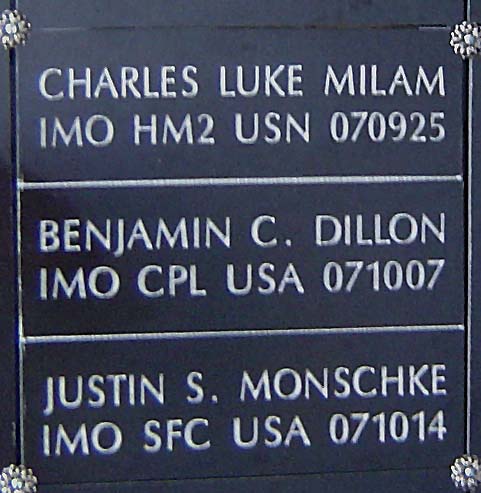 CHARLES LUKE MILAM
IMO HM2 USN 070925
BENJAMIN C. DILLON
IMO CPL USA 071007
JUSTIN S. MONSCHKE
IMO SFC USA 071014